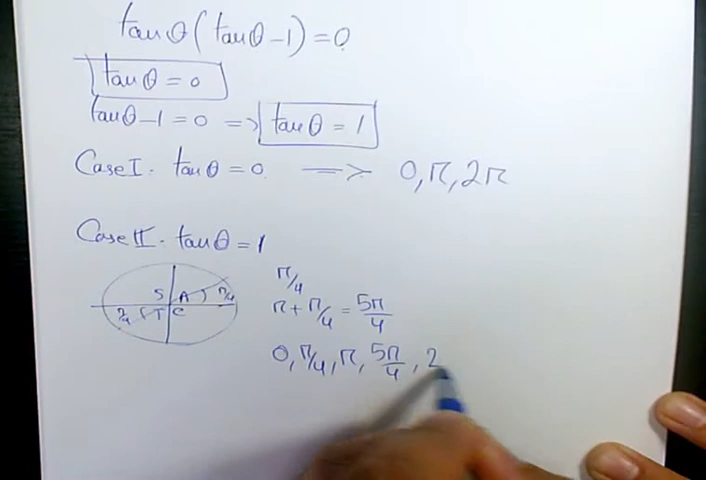 tanθ(tanθ-1)=0
tanθ=0
tanθ-1=0 => tanθ=1
Case I. tanθ=0 —> 0,π,2π
Case II. tanθ=1
S A π/4
π/4 T C
π/4
π+π/4=5π/4
0,π/4,π,5π/4,2